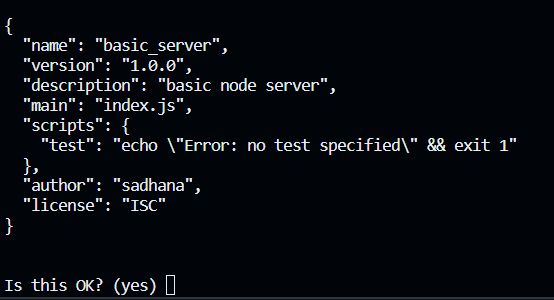 {
  "name": "basic_server",
  "version": "1.0.0",
  "description": "basic node server",
  "main": "index.js",
  "scripts": {
    "test": "echo \"Error: no test specified\" && exit 1"
  },
  "author": "sadhana",
  "license": "ISC"
}
Is this OK? (yes)